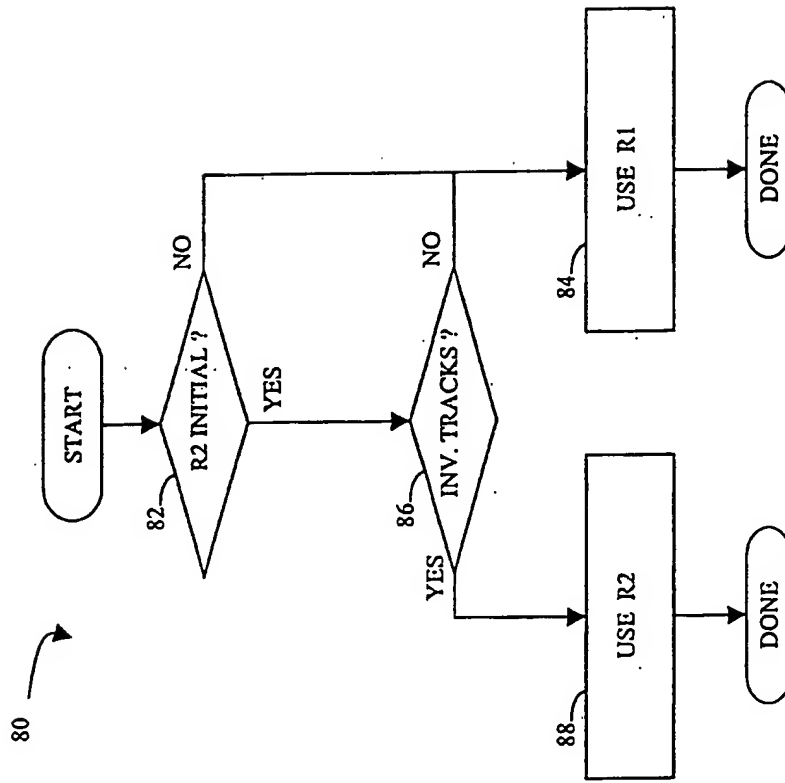 80
START
82
R2 INITIAL ?
NO
YES
86
INV. TRACKS ?
YES
NO
88
USE R2
84
USE R1
DONE
DONE